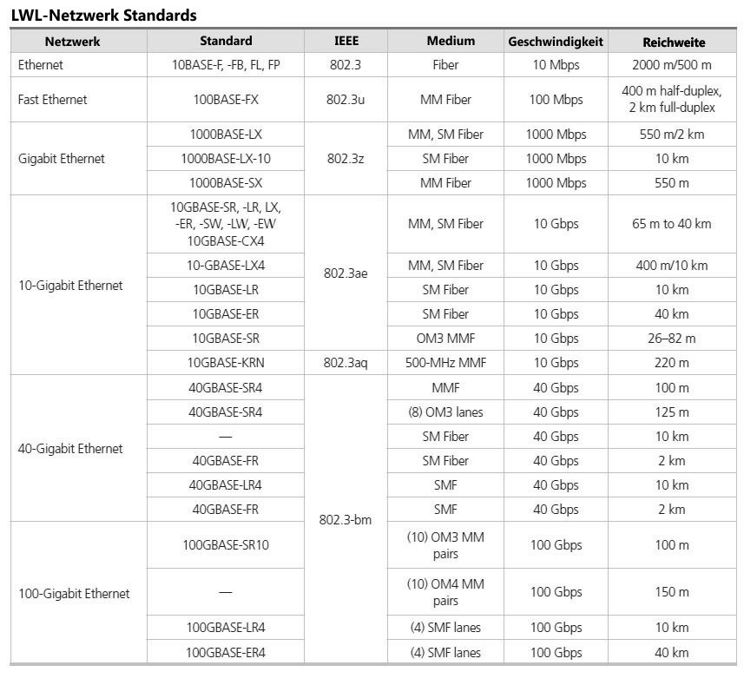 LWL-Netzwerk Standards
Netzwerk Standard IEEE Medium Geschwindigkeit Reichweite
Ethernet 10BASE-F, -FB, FL, FP 802.3 Fiber 10 Mbps 2000 m/500 m
Fast Ethernet 100BASE-FX 802.3u MM Fiber 100 Mbps 400 m half-duplex,
2 km full-duplex
Gigabit Ethernet 802.3z
1000BASE-LX MM, SM Fiber 1000 Mbps 550 m/2 km
1000BASE-LX-10 SM Fiber 1000 Mbps 10 km
1000BASE-SX MM Fiber 1000 Mbps 550 m
10-Gigabit Ethernet 802.3ae
10GBASE-SR, -LR, LX,
-ER, -SW, -LW, -EW
10GBASE-CX4 MM, SM Fiber 10 Gbps 65 m to 40 km
10-GBASE-LX4 MM, SM Fiber 10 Gbps 400 m/10 km
10GBASE-LR SM Fiber 10 Gbps 10 km
10GBASE-ER SM Fiber 10 Gbps 40 km
10GBASE-SR OM3 MMF 10 Gbps 26–82 m
10GBASE-KRN 802.3aq 500-MHz MMF 10 Gbps 220 m
40-Gigabit Ethernet 802.3-bm
40GBASE-SR4 MMF 40 Gbps 100 m
40GBASE-SR4 (8) OM3 lanes 40 Gbps 125 m
— SM Fiber 40 Gbps 10 km
40GBASE-FR SM Fiber 40 Gbps 2 km
40GBASE-LR4 SMF 40 Gbps 10 km
40GBASE-FR SMF 40 Gbps 2 km
100-Gigabit Ethernet
100GBASE-SR10 (10) OM3 MM
pairs 100 Gbps 100 m
— (10) OM4 MM
pairs 100 Gbps 150 m
100GBASE-LR4 (4) SMF lanes 100 Gbps 10 km
100GBASE-ER4 (4) SMF lanes 100 Gbps 40 km